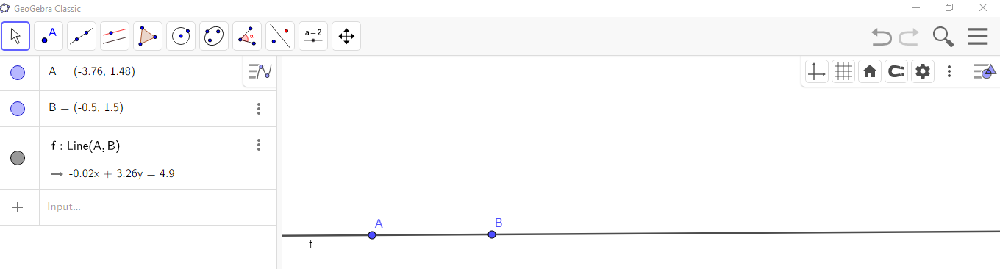 GeoGebra Classic
A
α
a=2
A = (-3.76, 1.48)
B = (-0.5, 1.5)
f : Line(A, B)
→ -0.02x + 3.26y = 4.9
+ Input...
A
B
f